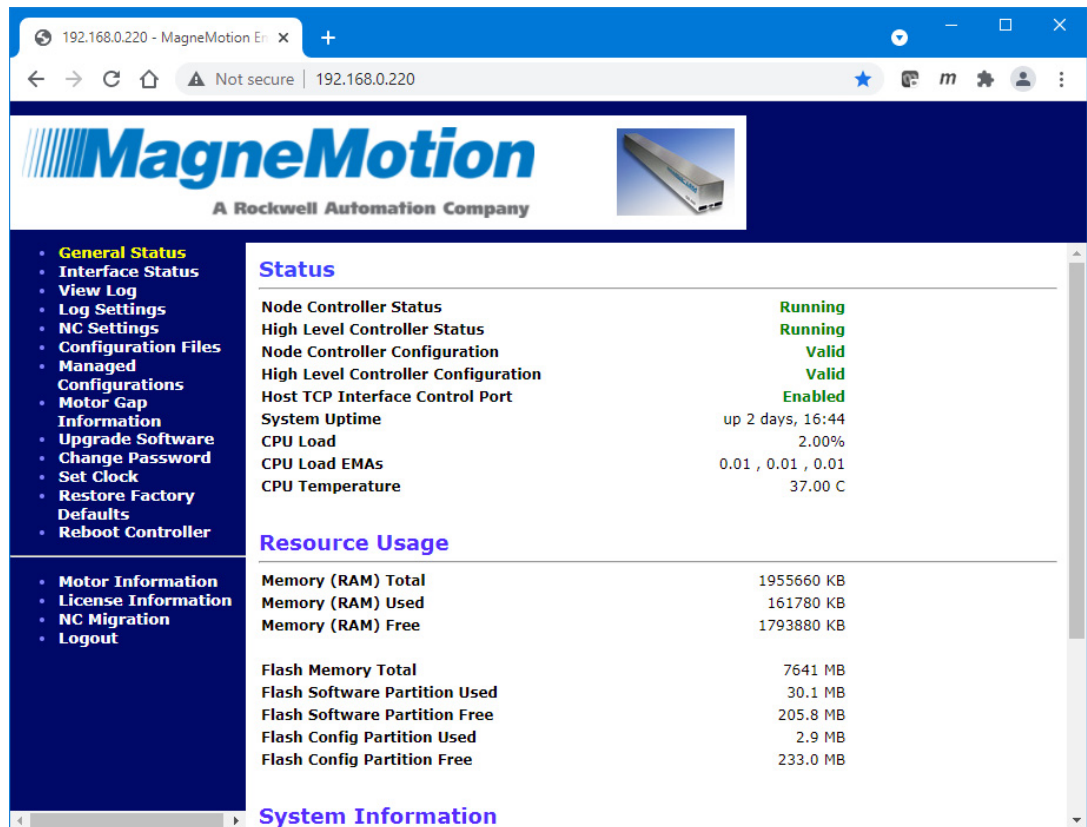 192.168.0.220 - MagneMotion En
Not secure | 192.168.0.220
m
MagneMotion
A Rockwell Automation Company
General Status
Interface Status
View Log
Log Settings
NC Settings
Configuration Files
Managed
Configurations
Motor Gap
Information
Upgrade Software
Change Password
Set Clock
Restore Factory
Defaults
Reboot Controller
Motor Information
License Information
NC Migration
Logout
Status
Node Controller Status Running
High Level Controller Status Running
Node Controller Configuration Valid
High Level Controller Configuration Valid
Host TCP Interface Control Port Enabled
System Uptime up 2 days, 16:44
CPU Load 2.00%
CPU Load EMAs 0.01 , 0.01 , 0.01
CPU Temperature 37.00 C
Resource Usage
Memory (RAM) Total 1955660 KB
Memory (RAM) Used 161780 KB
Memory (RAM) Free 1793880 KB
Flash Memory Total 7641 MB
Flash Software Partition Used 30.1 MB
Flash Software Partition Free 205.8 MB
Flash Config Partition Used 2.9 MB
Flash Config Partition Free 233.0 MB
System Information